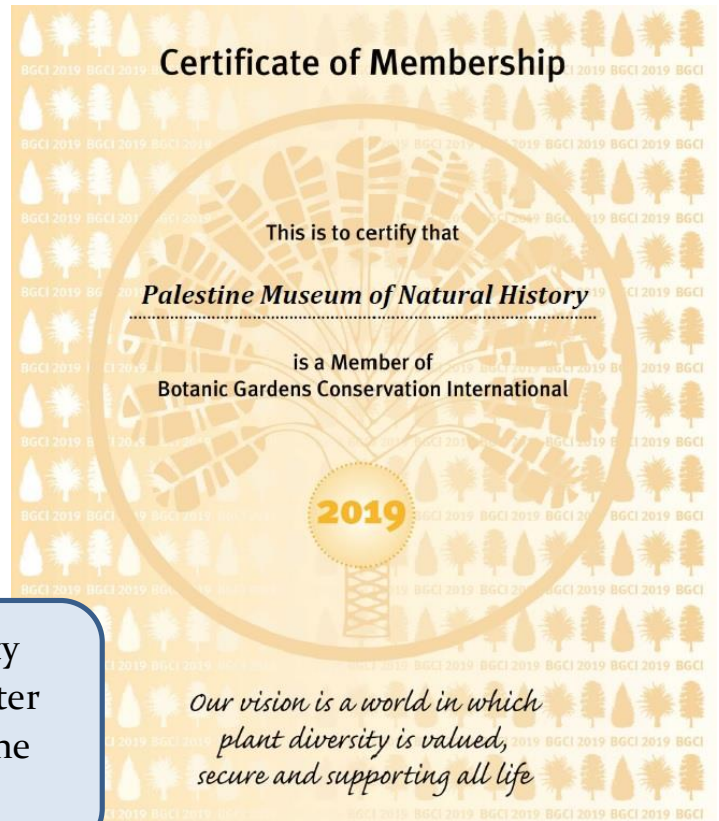 Certificate of Membership
This is to certify that
Palestine Museum of Natural History
is a Member of
Botanic Gardens Conservation International
2019
Our vision is a world in which
plant diversity is valued,
secure and supporting all life